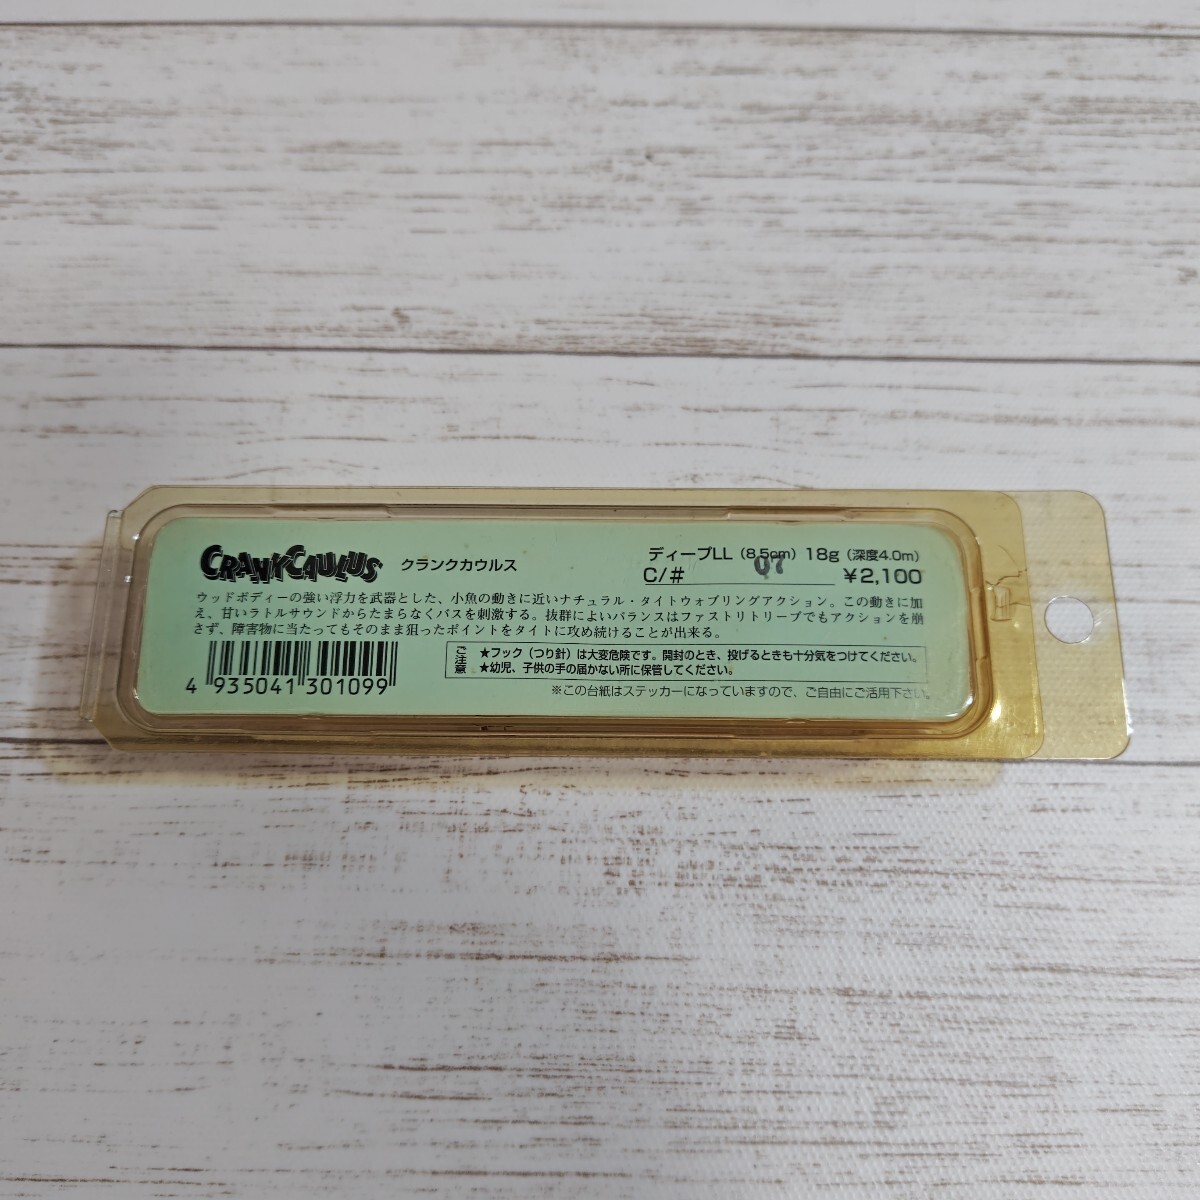 CRANKCAULUS クランクカウルス ディープLL (8.5cm) 18g (深度4.0m)
C/# 07 ¥2,100
ウッドボディーの強い浮力を武器とした、小魚の動きに近いナチュラル・タイトウォブリングアクション。この動きに加
え、甘いラトルサウンドからたまらなくバスを刺激する。抜群によいバランスはファストリトリーブでもアクションを崩
さず、障害物に当たってもそのまま狙ったポイントをタイトに攻め続けることが出来る。
ご注意
★フック（つり針）は大変危険です。開封のとき、投げるときも十分気をつけてください。
★幼児、子供の手の届かない所に保管してください。
4 935041 301099
※この台紙はステッカーになっていますので、ご自由にご活用下さい。